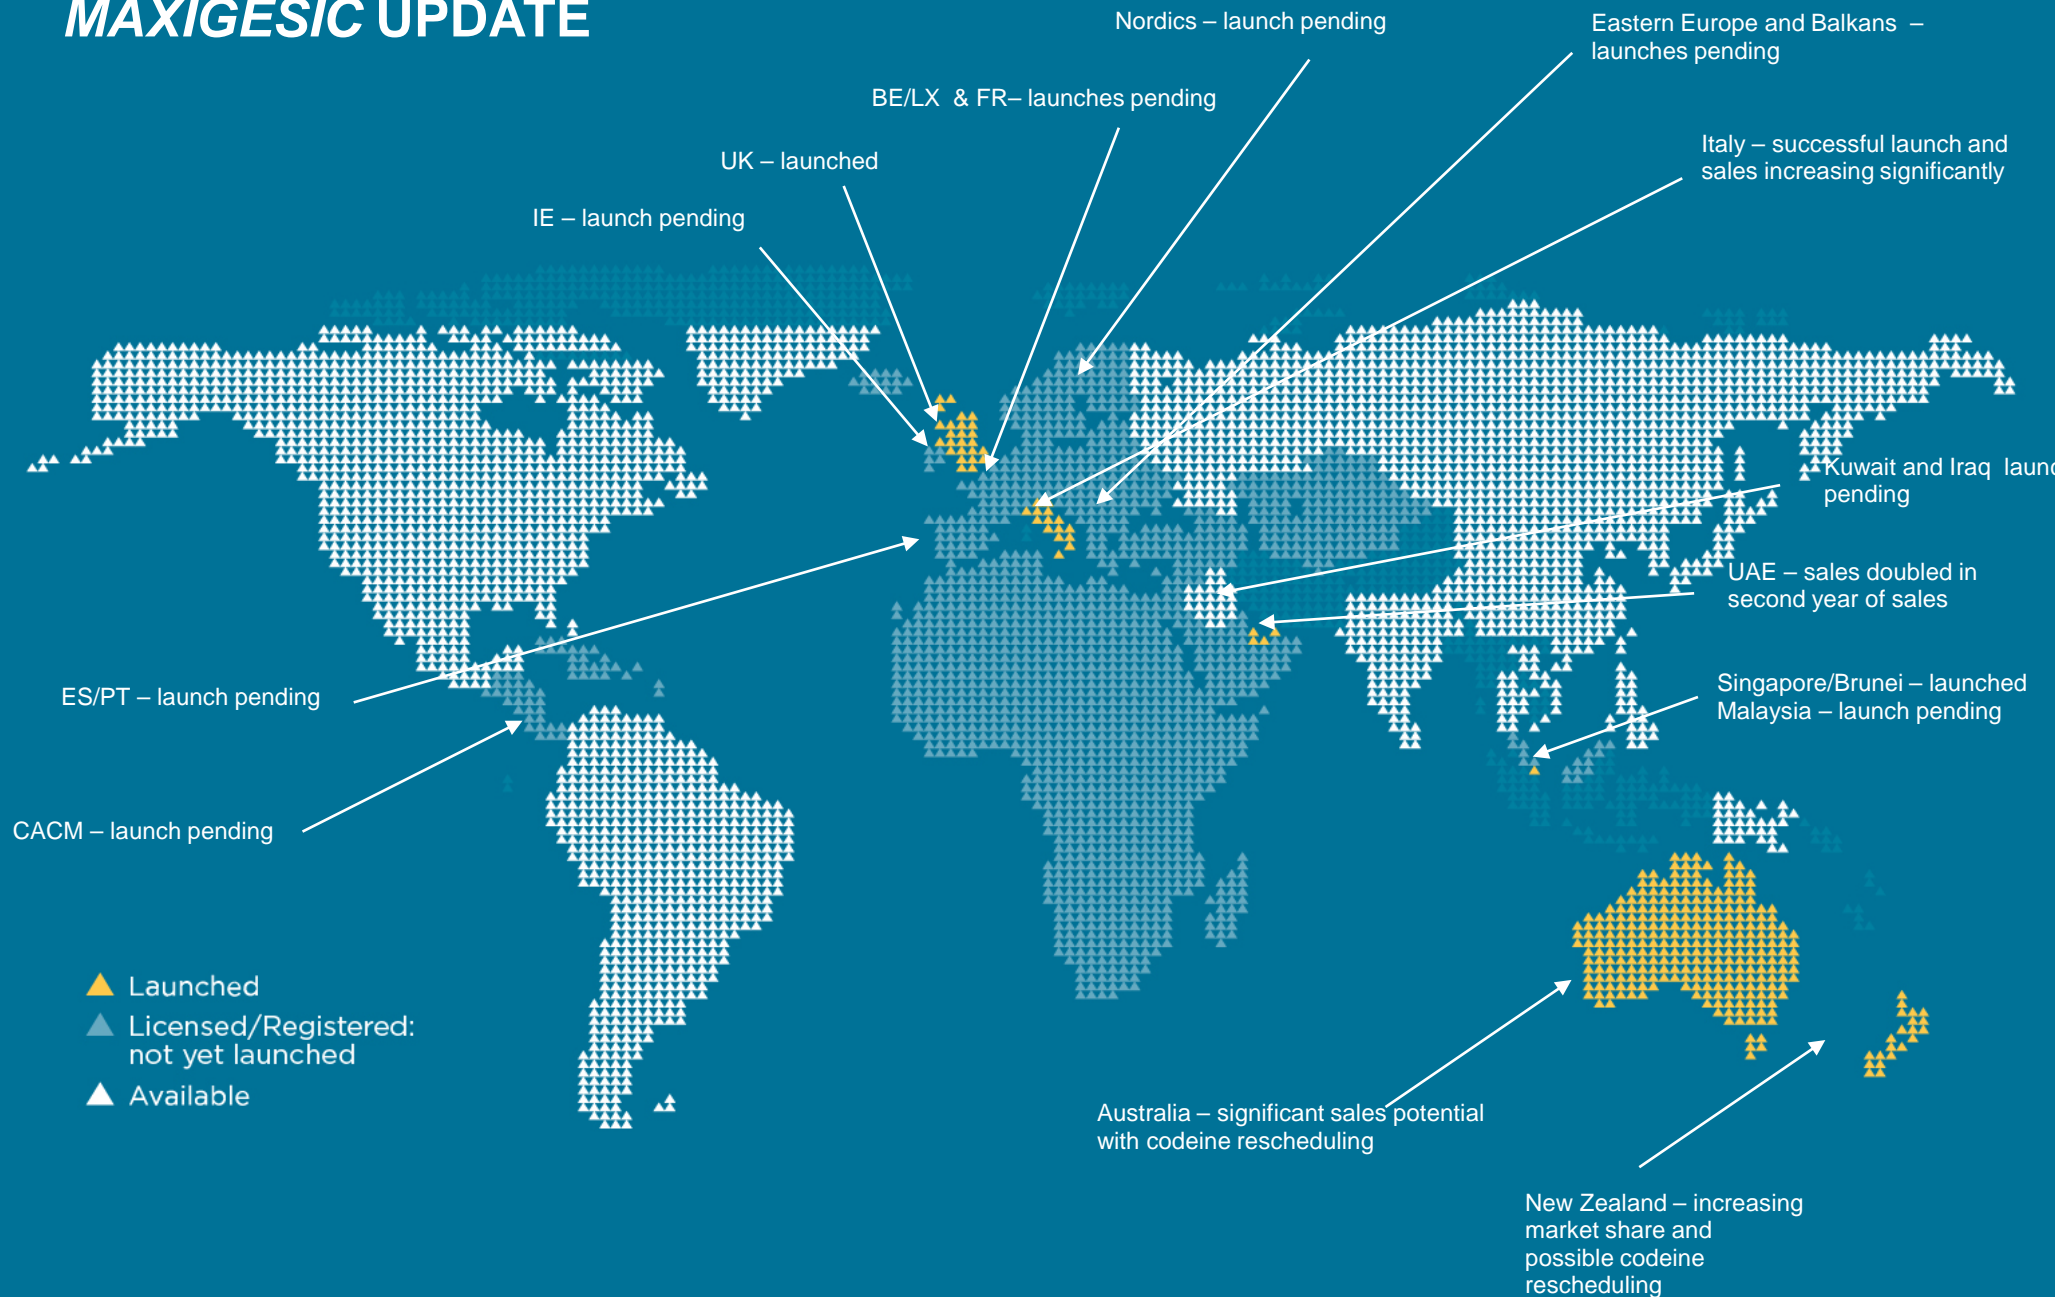 MAXIGESIC UPDATE
Nordics – launch pending
Eastern Europe and Balkans –
launches pending
BE/LX & FR– launches pending
Italy – successful launch and
sales increasing significantly
UK – launched
IE – launch pending
Kuwait and Iraq
pending
UAE – sales doubled in
second year of sales
ES/PT – launch pending
Singapore/Brunei – launched
Malaysia – launch pending
CACM – launch pending
Launched
Licensed/Registered:
not yet launched
Available
Australia – significant sales potential
with codeine rescheduling
New Zealand – increasing
market share and
possible codeine
rescheduling